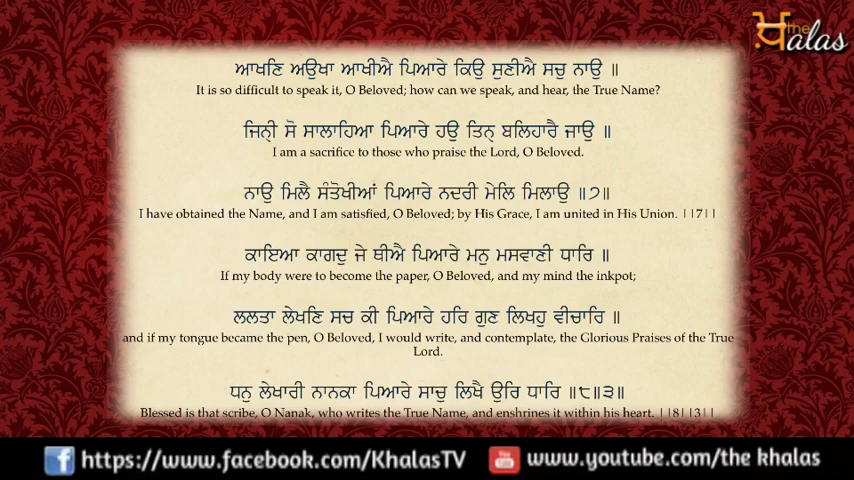 the
ਖ਼alas
ਆਖਣਿ ਅਉਖਾ ਆਖੀਐ ਪਿਆਰੇ ਕਿਉ ਸੁਣੀਐ ਸਚੁ ਨਾਉ ॥
It is so difficult to speak it, O Beloved; how can we speak, and hear, the True Name?
ਜਿਨੑੀ ਸੋ ਸਾਲਾਹਿਆ ਪਿਆਰੇ ਹਉ ਤਿਨੑ ਬਲਿਹਾਰੈ ਜਾਉ ॥
I am a sacrifice to those who praise the Lord, O Beloved.
ਨਾਉ ਮਿਲੈ ਸੰਤੋਖੀਆਂ ਪਿਆਰੇ ਨਦਰੀ ਮੇਲਿ ਮਿਲਾਉ ॥੭॥
I have obtained the Name, and I am satisfied, O Beloved; by His Grace, I am united in His Union. ||7||
ਕਾਇਆ ਕਾਗਦੁ ਜੇ ਥੀਐ ਪਿਆਰੇ ਮਨੁ ਮਸਵਾਣੀ ਧਾਰਿ ॥
If my body were to become the paper, O Beloved, and my mind the inkpot;
ਲਲਤਾ ਲੇਖਣਿ ਸਚ ਕੀ ਪਿਆਰੇ ਹਰਿ ਗੁਣ ਲਿਖਹੁ ਵੀਚਾਰਿ ॥
and if my tongue became the pen, O Beloved, I would write, and contemplate, the Glorious Praises of the True
Lord.
ਧਨੁ ਲੇਖਾਰੀ ਨਾਨਕਾ ਪਿਆਰੇ ਸਾਚੁ ਲਿਖੈ ਉਰਿ ਧਾਰਿ ॥੮॥੩॥
Blessed is that scribe, O Nanak, who writes the True Name, and enshrines it within his heart. ||8||3||
https://www.facebook.com/KhalasTV www.youtube.com/the khalas